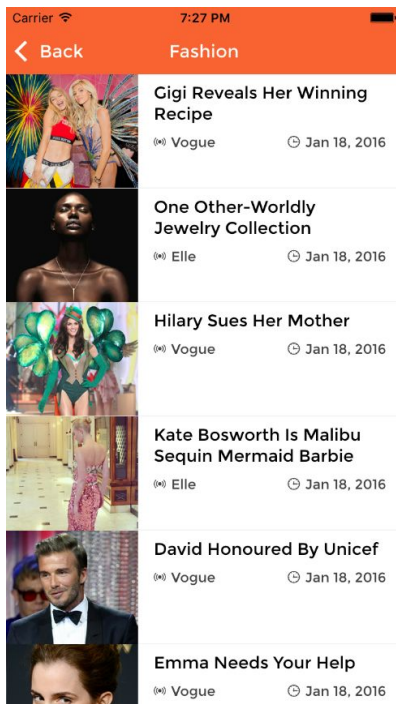 Carrier 7:27 PM
Back Fashion
Gigi Reveals Her Winning
Recipe
Vogue Jan 18, 2016
One Other-Worldly
Jewelry Collection
Elle Jan 18, 2016
Hilary Sues Her Mother
Vogue Jan 18, 2016
Kate Bosworth Is Malibu
Sequin Mermaid Barbie
Elle Jan 18, 2016
David Honoured By Unicef
Vogue Jan 18, 2016
Emma Needs Your Help
Vogue Jan 18, 2016